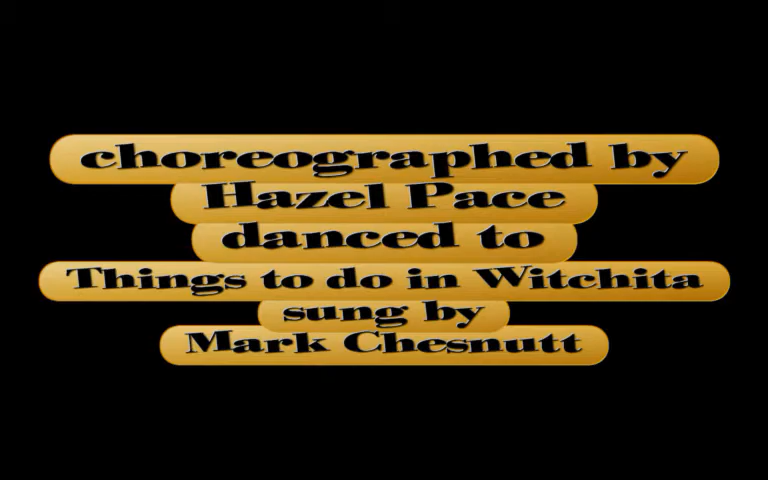 choreographed by
Hazel Pace
danced to
Things to do in Witchita
sung by
Mark Chesnutt